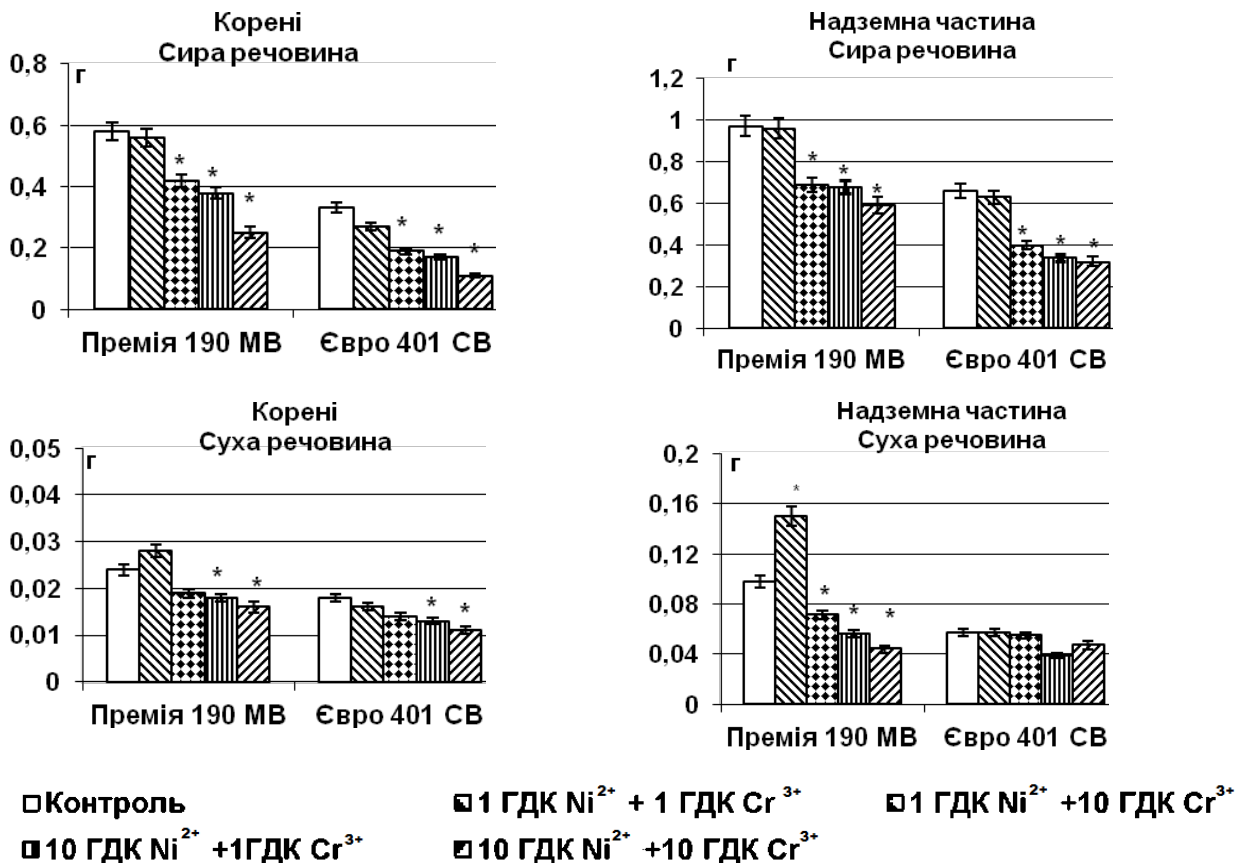 Корені
Сира речовина
г
0,8
0,6
0,4
0,2
0
* * *
* * *
Премія 190 МВ Євро 401 СВ
Надземна частина
Сира речовина
г
1,2
1
0,8
0,6
0,4
0,2
0
* * *
* * *
Премія 190 МВ Євро 401 СВ
Корені
Суха речовина
г
0,05
0,04
0,03
0,02
0,01
0
* *
* *
Премія 190 МВ Євро 401 СВ
Надземна частина
Суха речовина
г
0,2
0,16
0,12
0,08
0,04
0
*
* * *
Премія 190 МВ Євро 401 СВ
Контроль 1 ГДК Ni²⁺ + 1 ГДК Cr³⁺ 1 ГДК Ni²⁺ +10 ГДК Cr³⁺
10 ГДК Ni²⁺ +1ГДК Cr³⁺ 10 ГДК Ni²⁺ +10 ГДК Cr³⁺